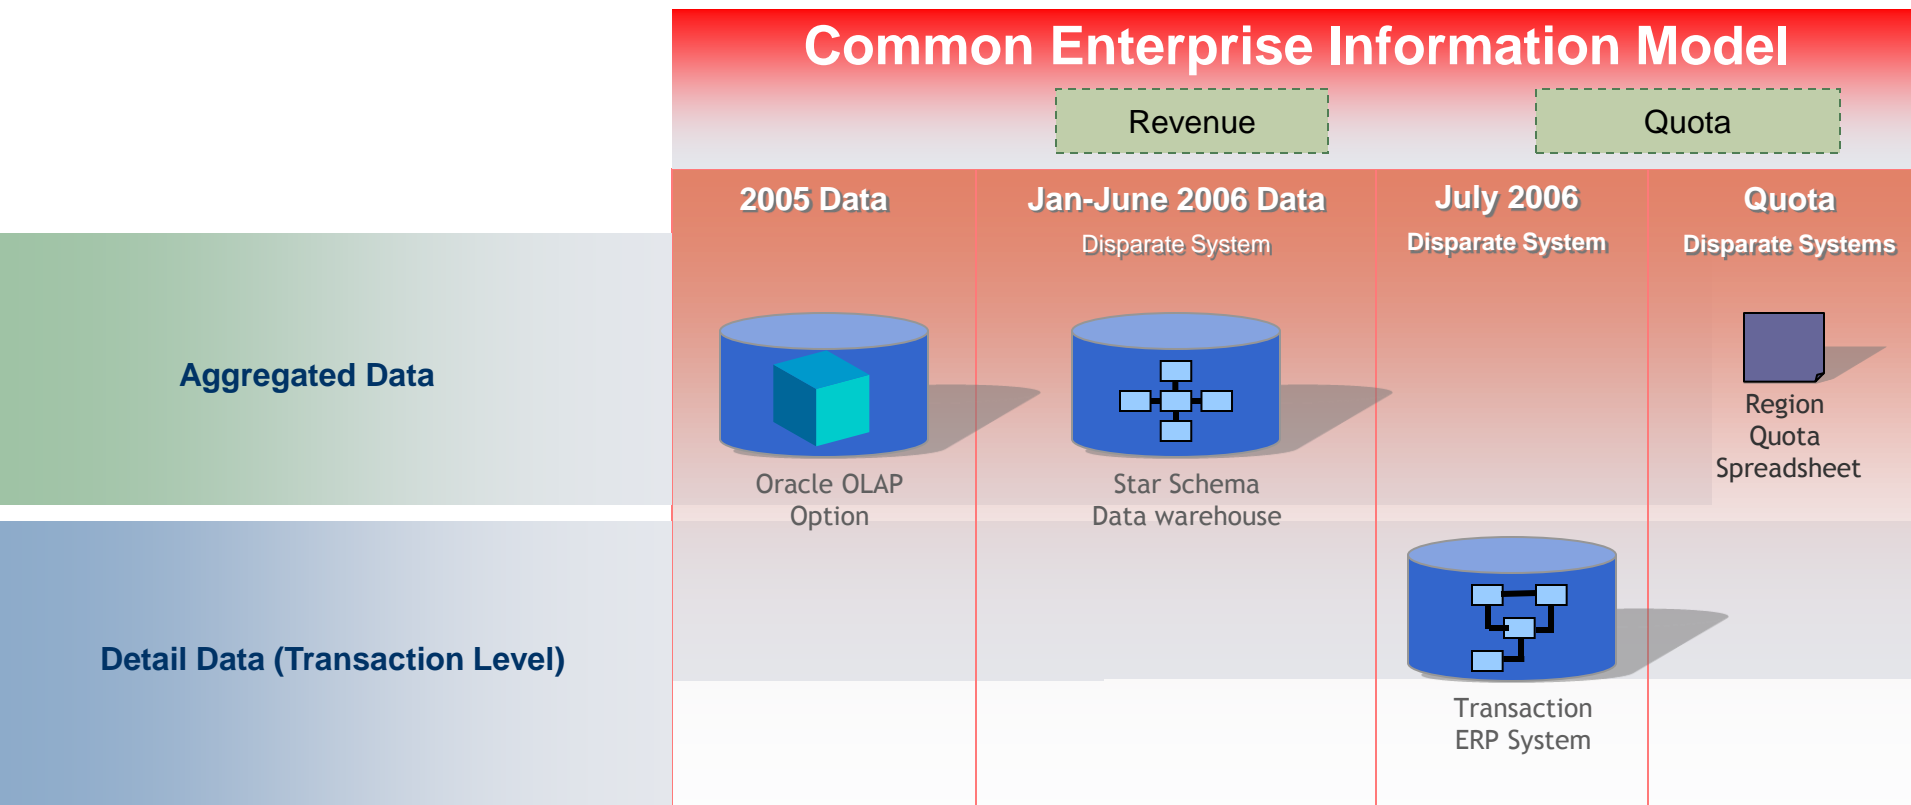 Common Enterprise Information Model
Revenue
Quota
2005 Data
Jan-June 2006 Data
Disparate System
July 2006
Disparate System
Quota
Disparate Systems
Aggregated Data
Oracle OLAP
Option
Star Schema
Data warehouse
Region
Quota
Spreadsheet
Detail Data (Transaction Level)
Transaction
ERP System